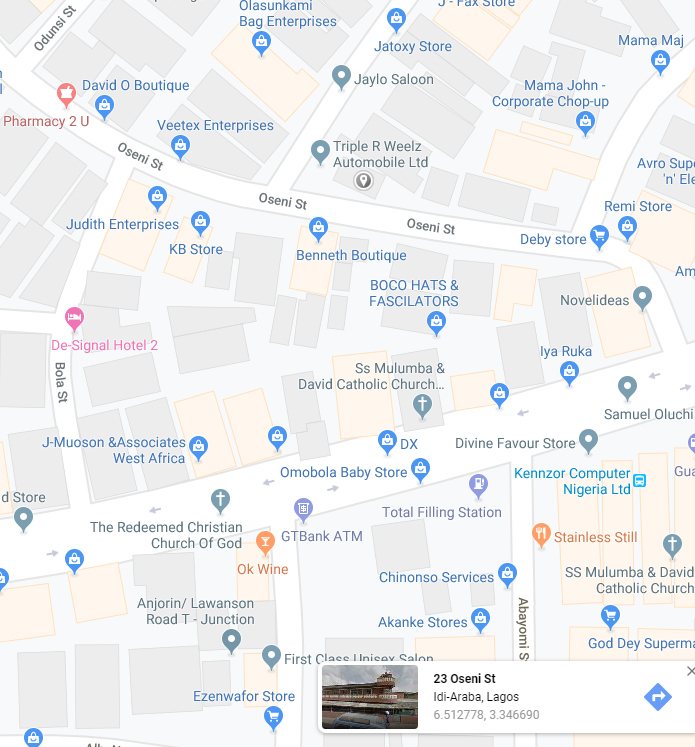 Olasunkami
Bag Enterprises
J - Fax Store
Odunsi St
Jatoxy Store
Mama Maj
Jaylo Saloon
David O Boutique
Mama John -
Corporate Chop-up
Pharmacy 2 U
Veetex Enterprises
Oseni St
Triple R Weelz
Automobile Ltd
Avro Supe
'n' Ele
Oseni St
Remi Store
Judith Enterprises
Oseni St
KB Store
Deby store
Benneth Boutique
Am
BOCO HATS &
FASCILATORS
Novelideas
De-Signal Hotel 2
Iya Ruka
Bola St
Ss Mulumba &
David Catholic Church...
Samuel Oluchi
J-Muoson &Associates
West Africa
DX
Divine Favour Store
Omobola Baby Store
Kennzor Computer
Nigeria Ltd
Gua
d Store
Total Filling Station
The Redeemed Christian
Church Of God
GTBank ATM
Stainless Still
Ok Wine
SS Mulumba & David
Catholic Church
Chinonso Services
Anjorin/ Lawanson
Road T - Junction
Akanke Stores
Abayomi S
God Dey Superma
First Class Unisex Salon
23 Oseni St
Idi-Araba, Lagos
6.512778, 3.346690
Ezenwafor Store